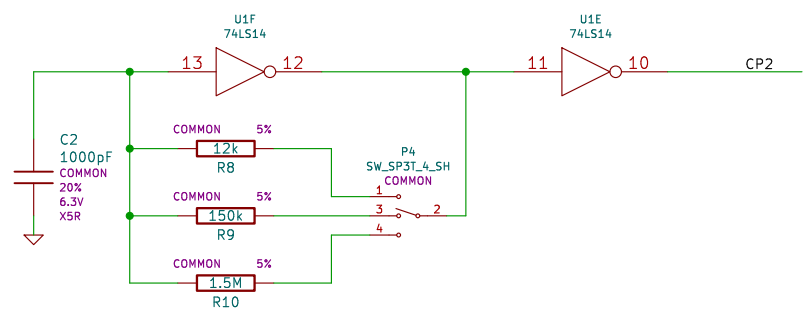 U1F
74LS14
13
12
U1E
74LS14
11
10
CP2
C2
1000pF
COMMON
20%
6.3V
X5R
COMMON 5%
12k
R8
P4
SW_SP3T_4_SH
COMMON
1
3
2
4
COMMON 5%
150k
R9
COMMON 5%
1.5M
R10